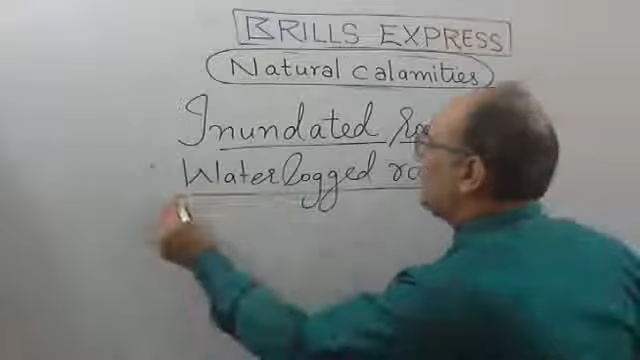 BRILLS EXPRESS
Natural calamities
Inundated
Waterlogged